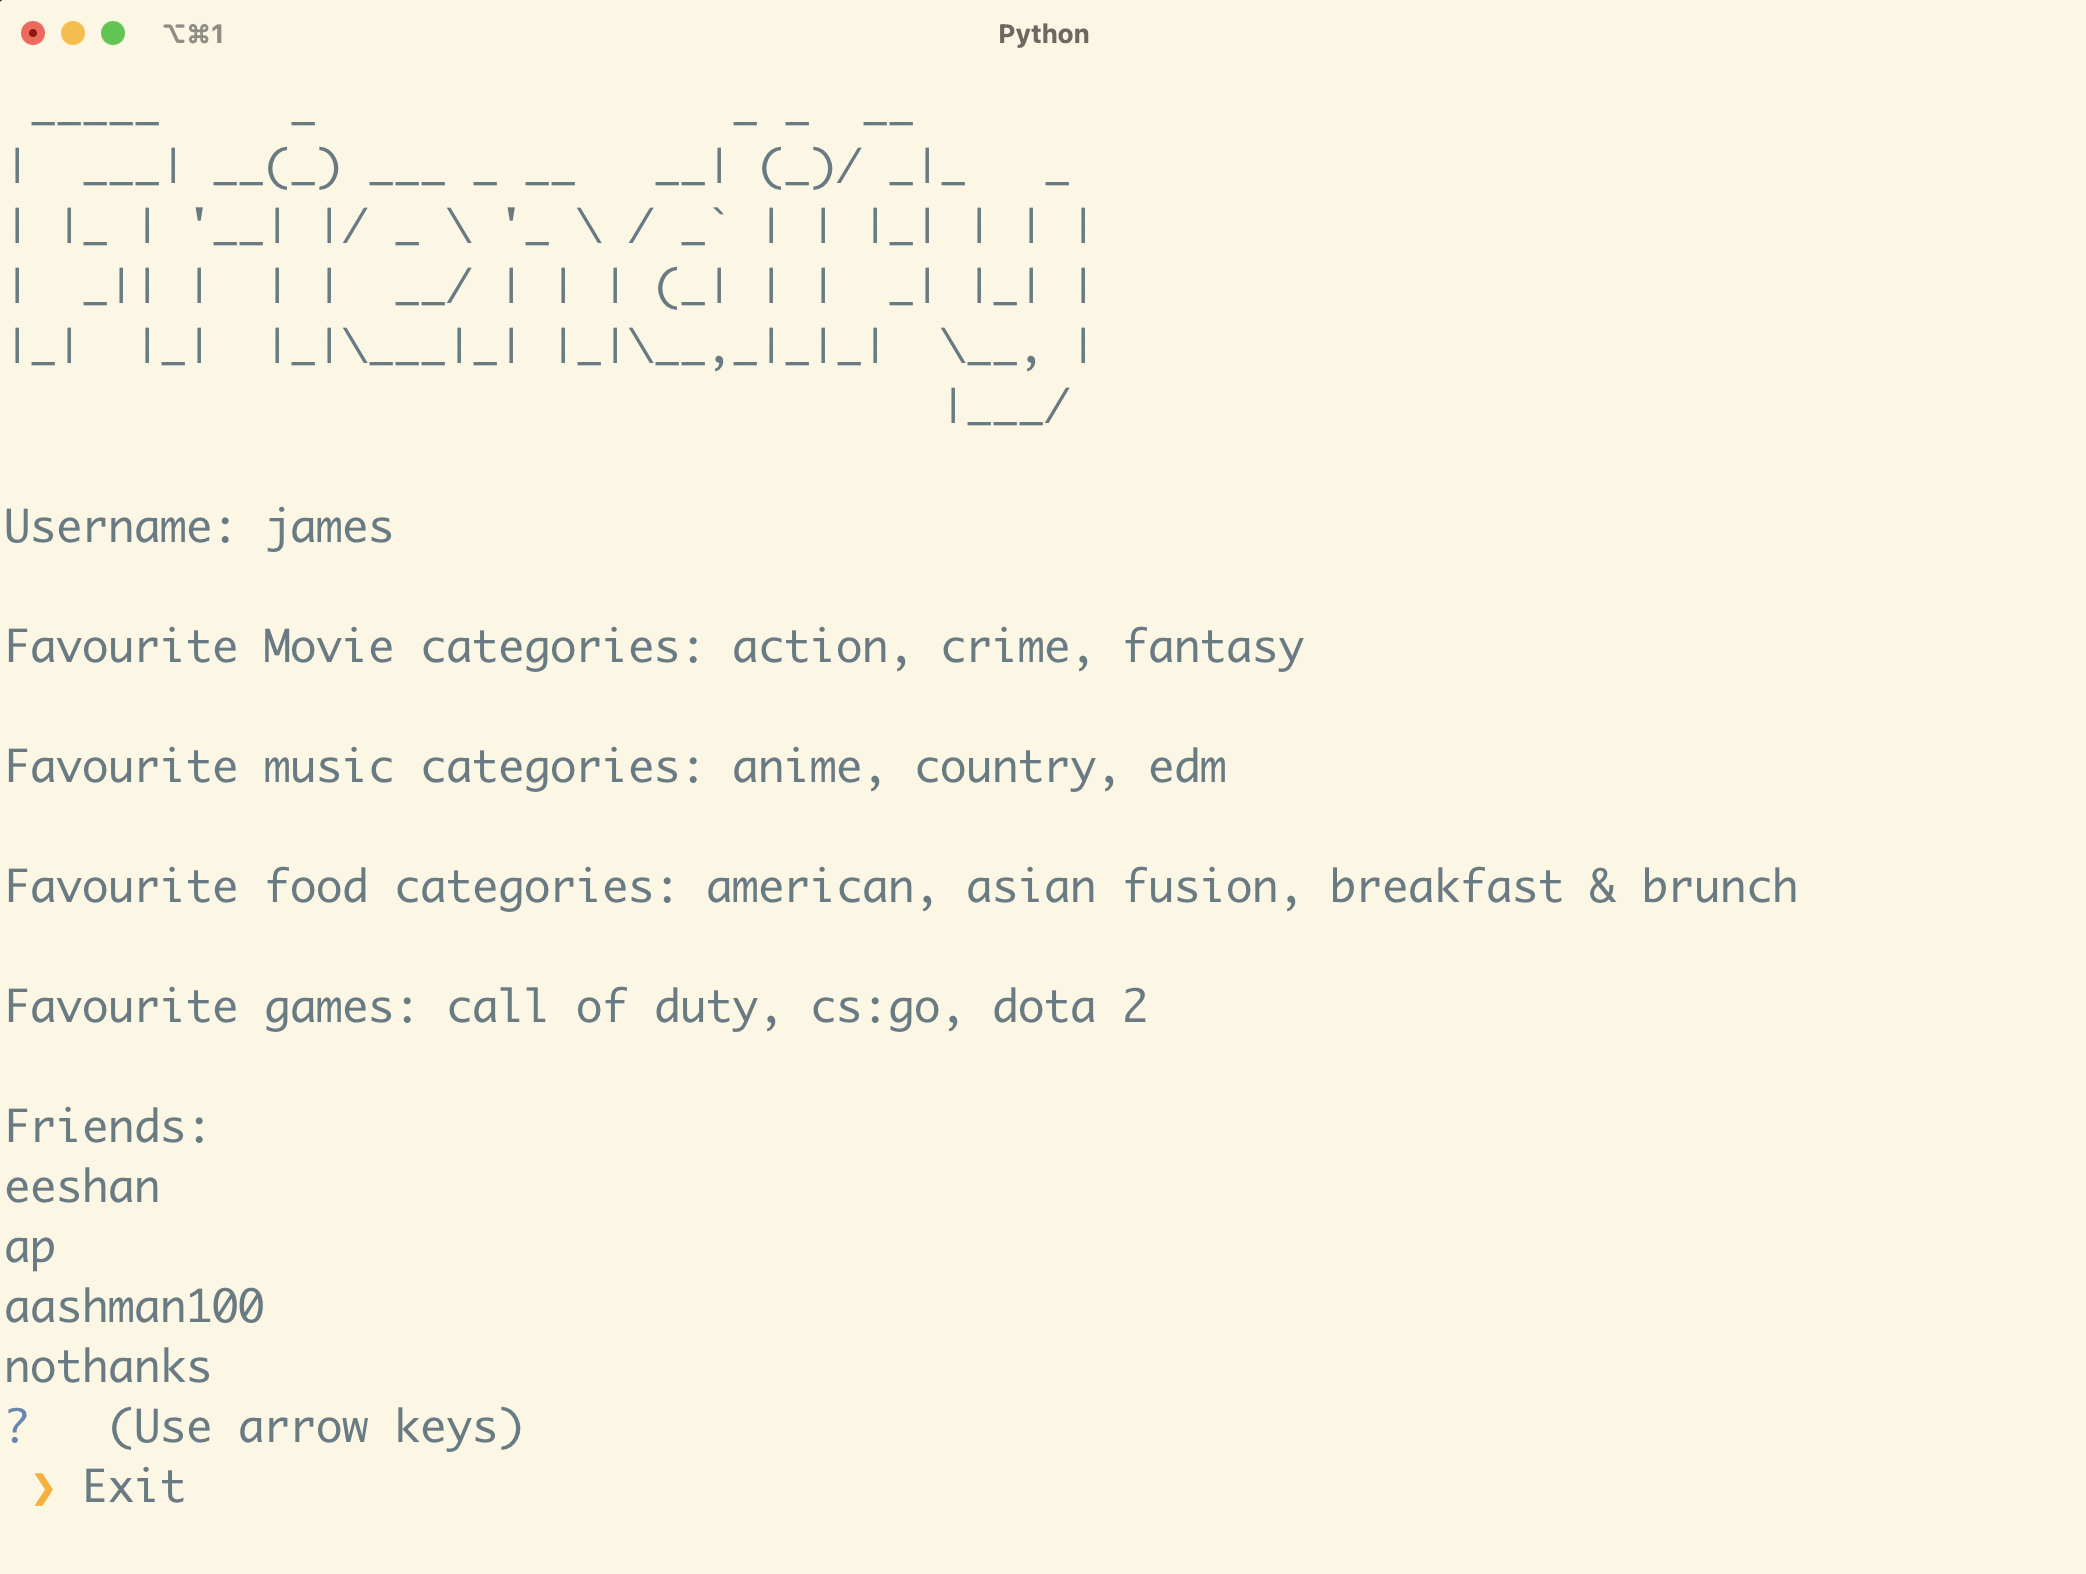 ⌥⌘1 Python
 _____     _                _ _  __
|  ___| __(_) ___ _ __   __| (_)/ _|_   _
| |_ | '__| |/ _ \ '_ \ / _` | | |_| | | |
|  _|| |  | |  __/ | | | (_| | |  _| |_| |
|_|  |_|  |_|\___|_| |_|\__,_|_|_|  \__, |
                                    |___/
Username: james
Favourite Movie categories: action, crime, fantasy
Favourite music categories: anime, country, edm
Favourite food categories: american, asian fusion, breakfast & brunch
Favourite games: call of duty, cs:go, dota 2
Friends:
eeshan
ap
aashman100
nothanks
?   (Use arrow keys)
 ❯ Exit